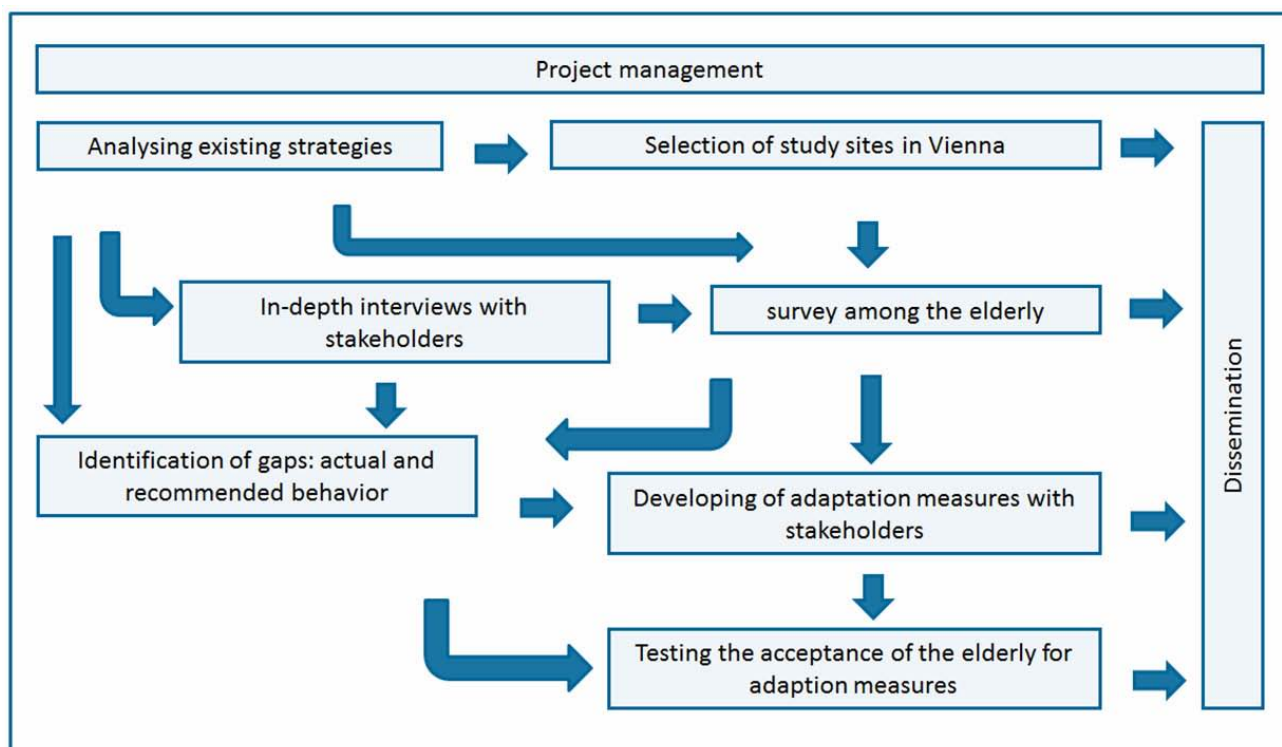 Project management
Analysing existing strategies
Selection of study sites in Vienna
In-depth interviews with
stakeholders
survey among the elderly
Identification of gaps: actual and
recommended behavior
Developing of adaptation measures with
stakeholders
Testing the acceptance of the elderly for
adaption measures
Dissemination